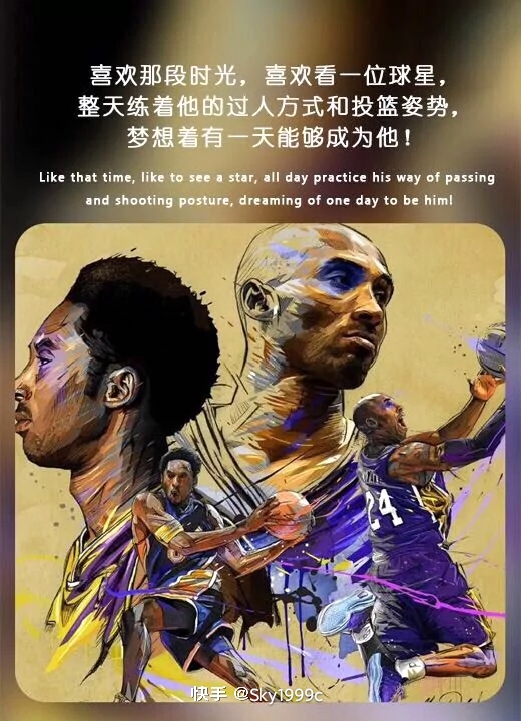 喜欢那段时光，喜欢看一位球星，
整天练着他的过人方式和投篮姿势，
梦想着有一天能够成为他！
Like that time, like to see a star, all day practice his way of passing
and shooting posture, dreaming of one day to be him!
24
快手 @Sky1999c